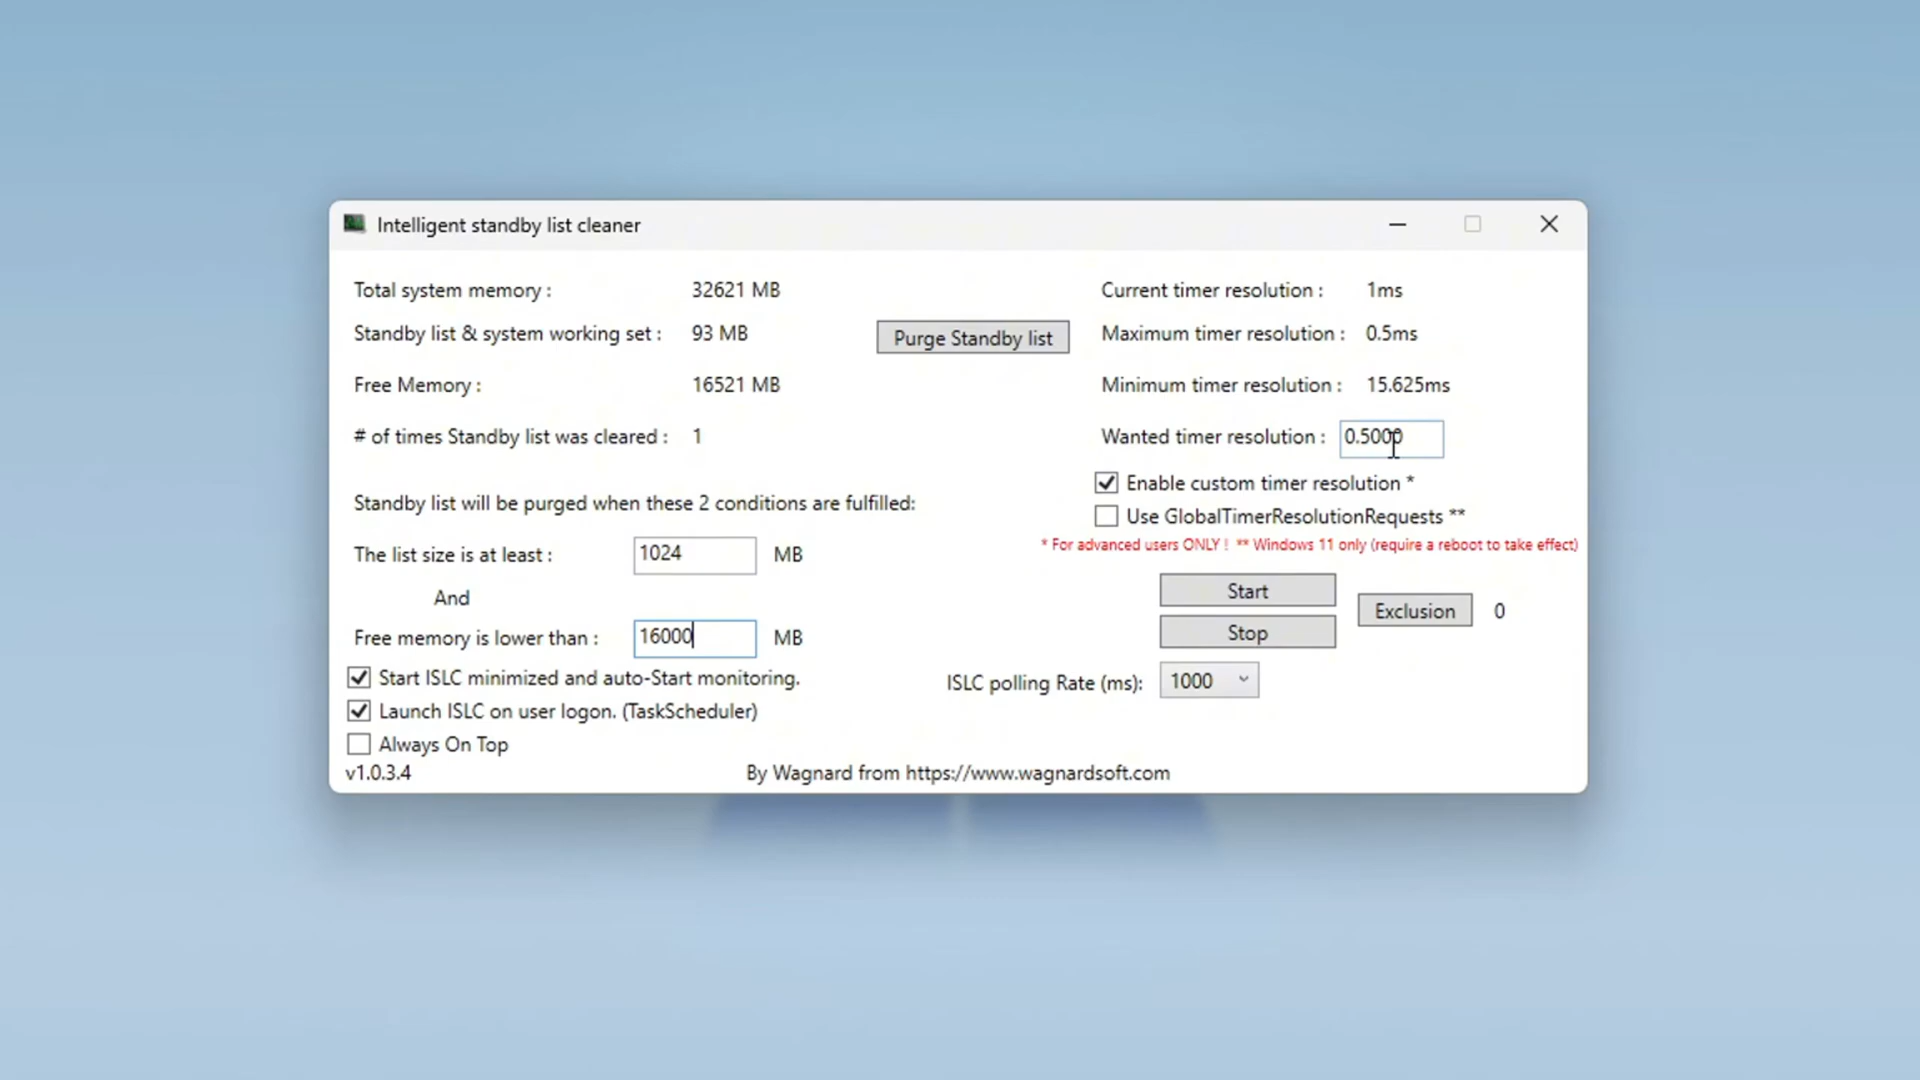 Intelligent standby list cleaner
Total system memory : 32621 MB
Standby list & system working set : 93 MB
Purge Standby list
Free Memory : 16521 MB
# of times Standby list was cleared : 1
Standby list will be purged when these 2 conditions are fulfilled:
The list size is at least : 1024 MB
And
Free memory is lower than : 16000 MB
Start ISLC minimized and auto-Start monitoring.
Launch ISLC on user logon. (TaskScheduler)
Always On Top
v1.0.3.4
Current timer resolution : 1ms
Maximum timer resolution : 0.5ms
Minimum timer resolution : 15.625ms
Wanted timer resolution : 0.5000
Enable custom timer resolution *
Use GlobalTimerResolutionRequests **
* For advanced users ONLY ! ** Windows 11 only (require a reboot to take effect)
Start
Stop
Exclusion 0
ISLC polling Rate (ms): 1000
By Wagnard from https://www.wagnardsoft.com